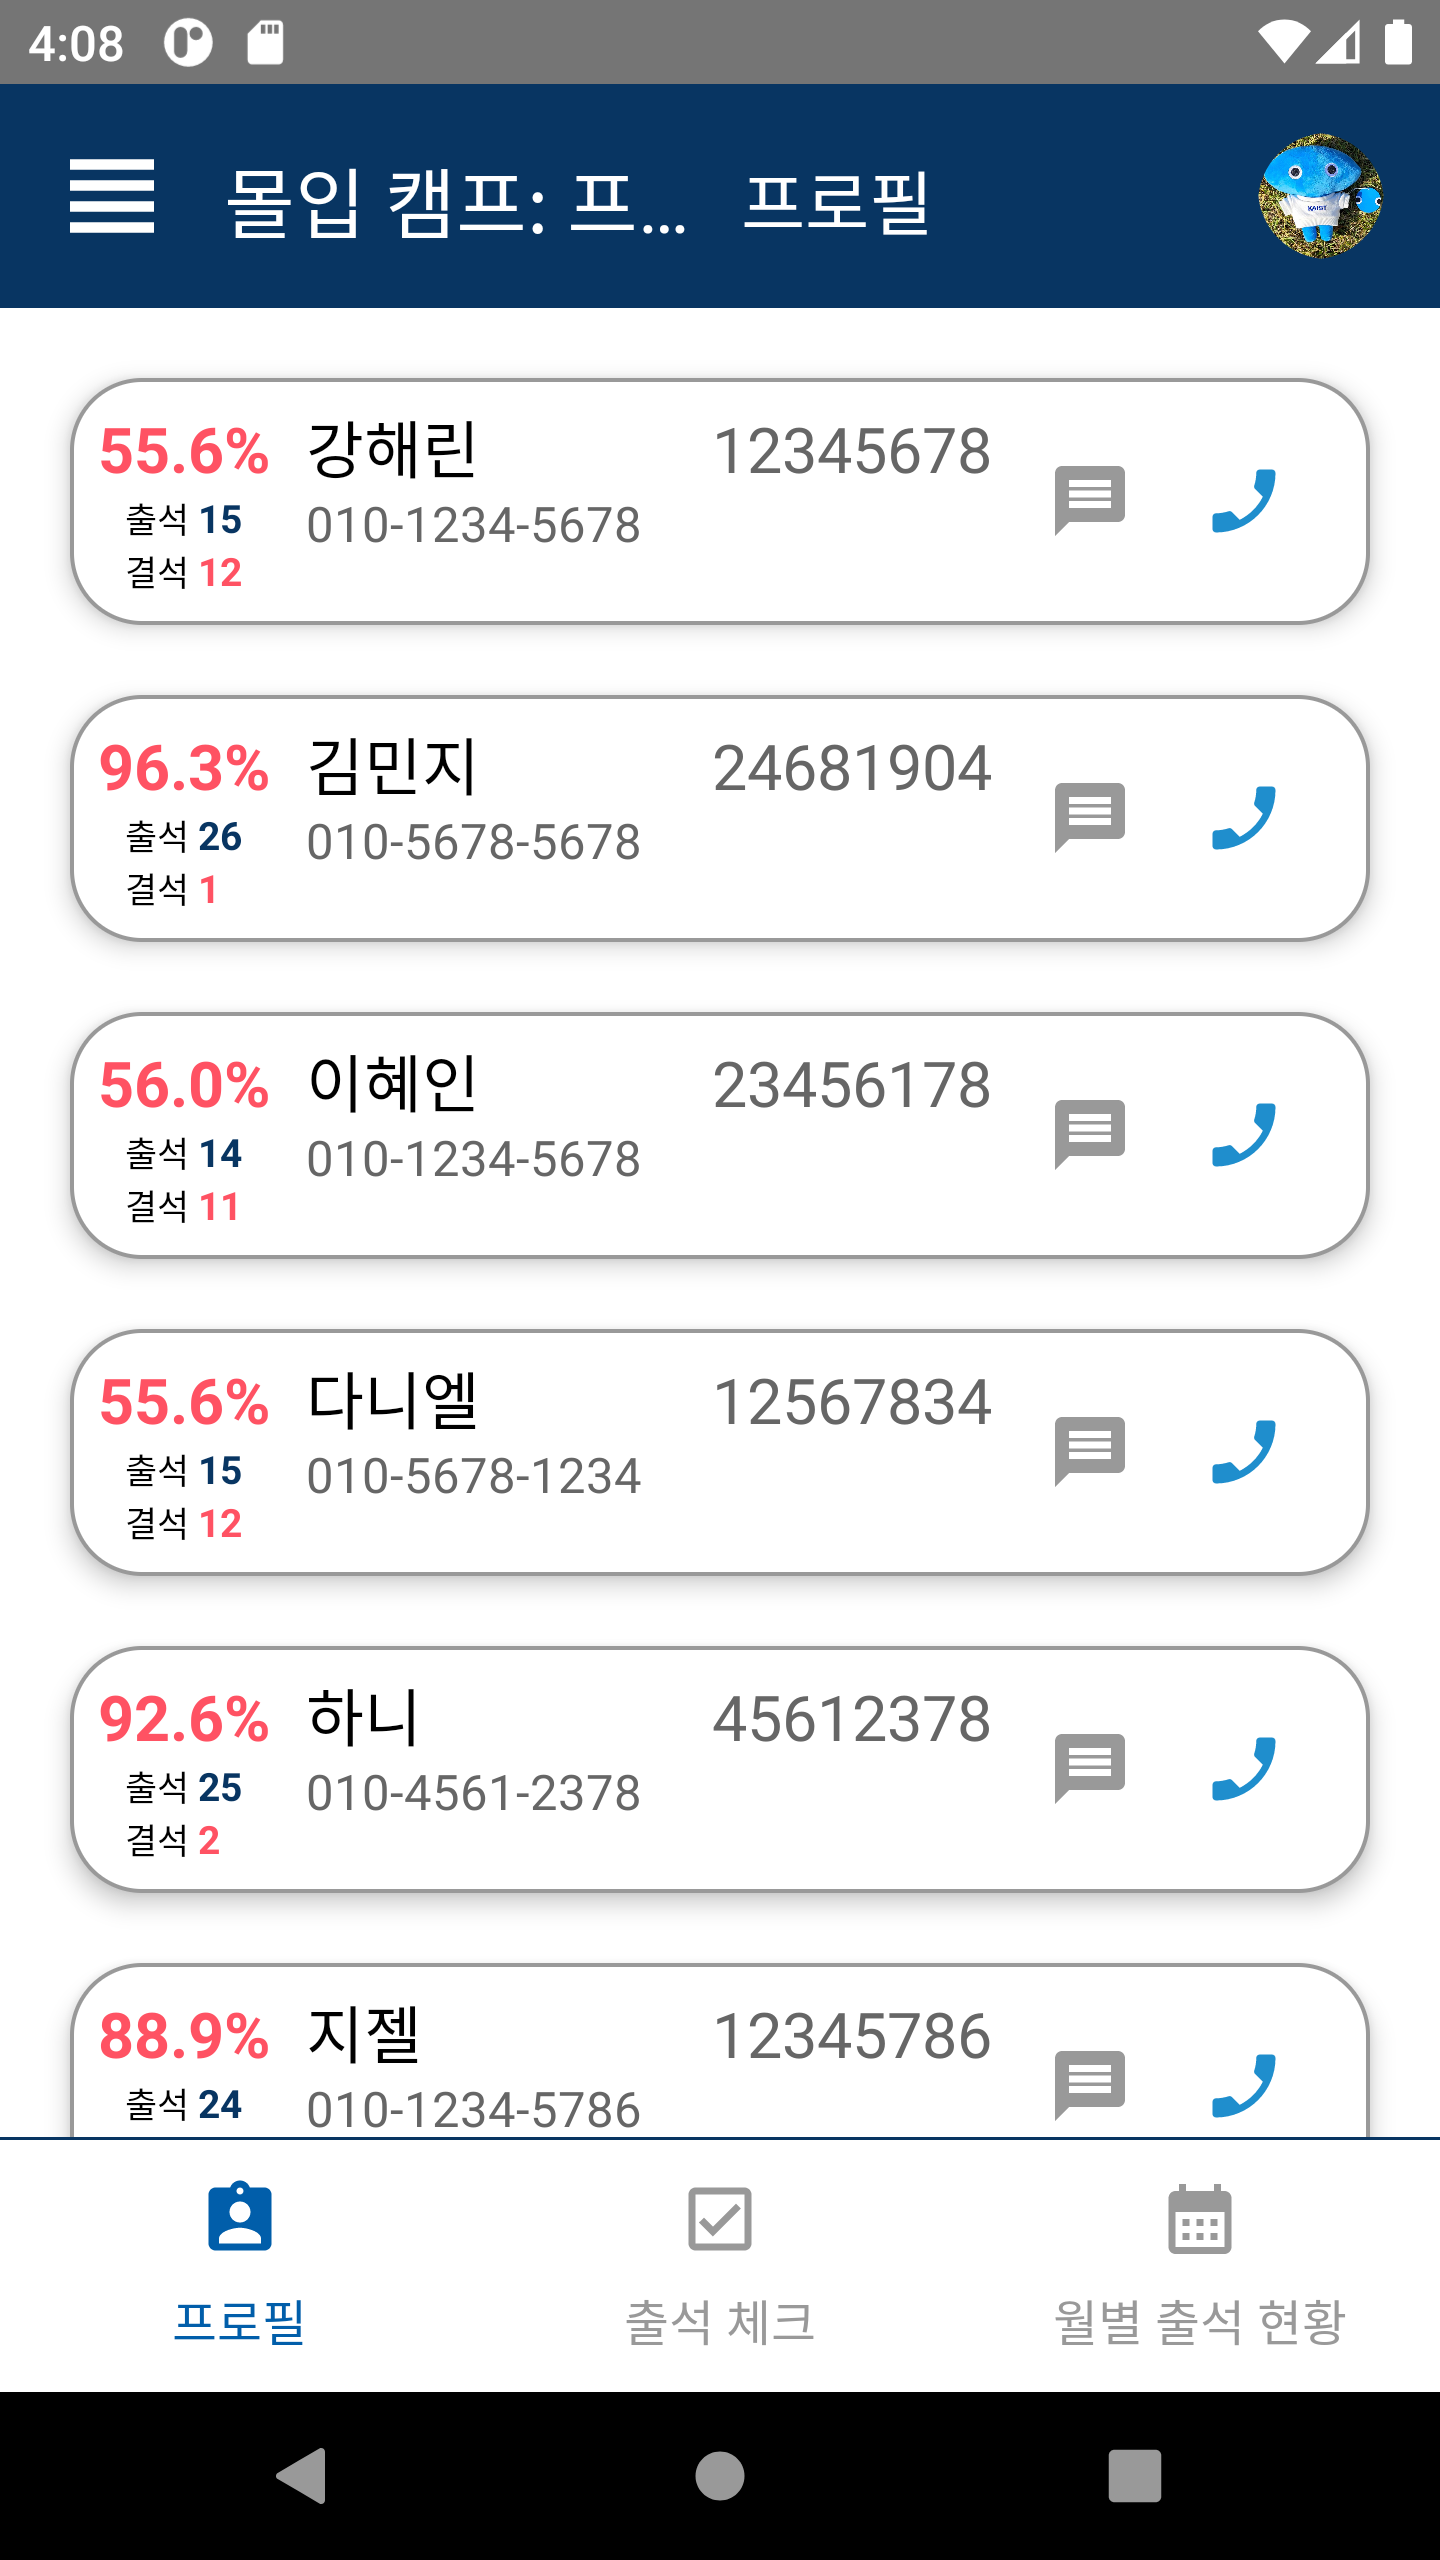 4:08
몰입 캠프: 프... 프로필
55.6% 강해린 12345678
출석 15 010-1234-5678
결석 12
96.3% 김민지 24681904
출석 26 010-5678-5678
결석 1
56.0% 이혜인 23456178
출석 14 010-1234-5678
결석 11
55.6% 다니엘 12567834
출석 15 010-5678-1234
결석 12
92.6% 하니 45612378
출석 25 010-4561-2378
결석 2
88.9% 지젤 12345786
출석 24 010-1234-5786
프로필 출석 체크 월별 출석 현황